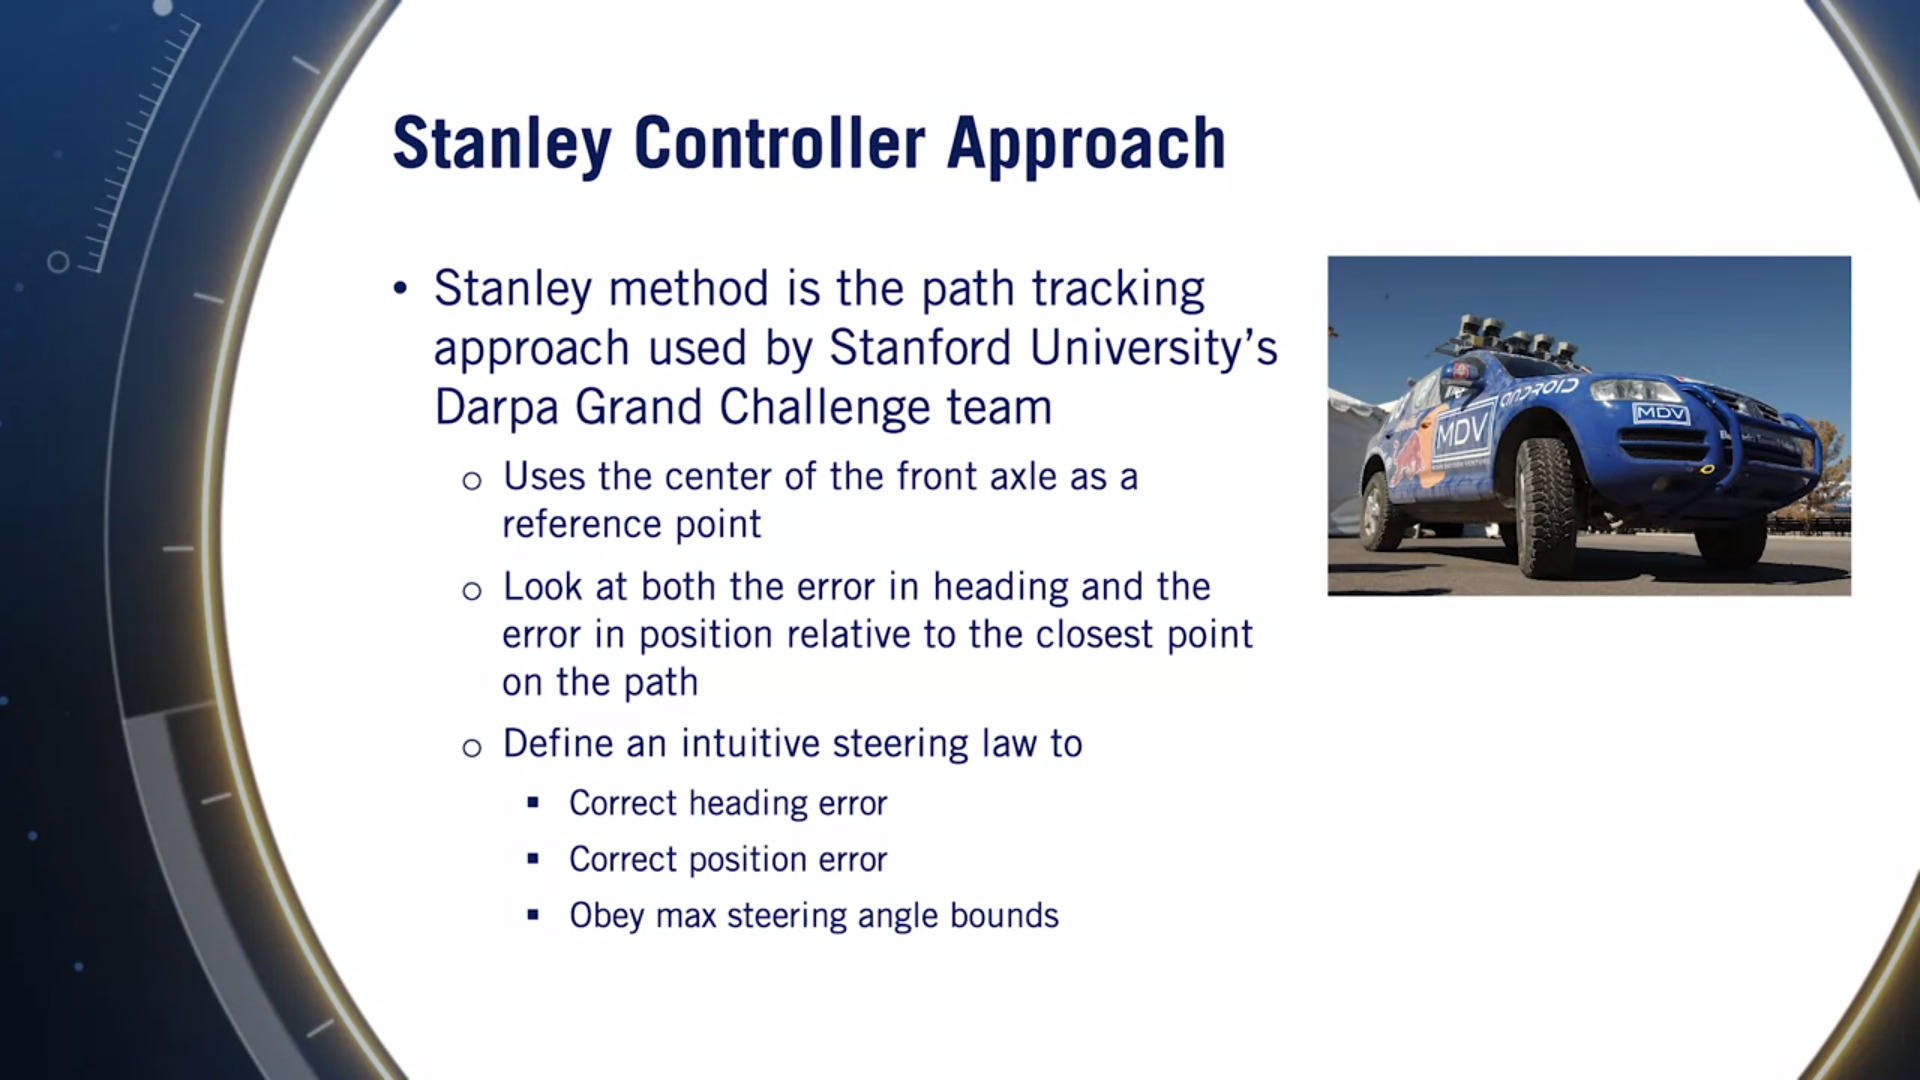 Stanley Controller Approach
• Stanley method is the path tracking
approach used by Stanford University’s
Darpa Grand Challenge team
o Uses the center of the front axle as a
reference point
o Look at both the error in heading and the
error in position relative to the closest point
on the path
o Define an intuitive steering law to
▪ Correct heading error
▪ Correct position error
▪ Obey max steering angle bounds
ANDROID
MDV
MDV